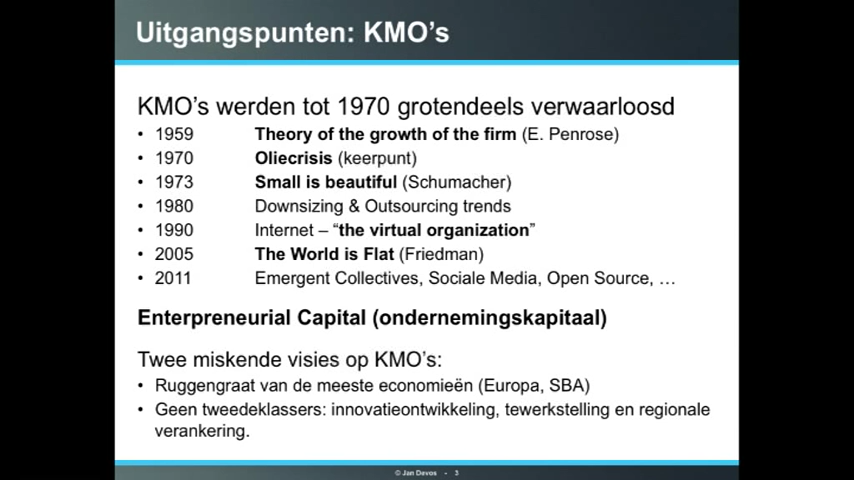 Uitgangspunten: KMO's
KMO's werden tot 1970 grotendeels verwaarloosd
• 1959 Theory of the growth of the firm (E. Penrose)
• 1970 Oliecrisis (keerpunt)
• 1973 Small is beautiful (Schumacher)
• 1980 Downsizing & Outsourcing trends
• 1990 Internet – “the virtual organization”
• 2005 The World is Flat (Friedman)
• 2011 Emergent Collectives, Sociale Media, Open Source, …
Enterpreneurial Capital (ondernemingskapitaal)
Twee miskende visies op KMO's:
• Ruggengraat van de meeste economieën (Europa, SBA)
• Geen tweedeklassers: innovatieontwikkeling, tewerkstelling en regionale
verankering.
© Jan Devos - 3